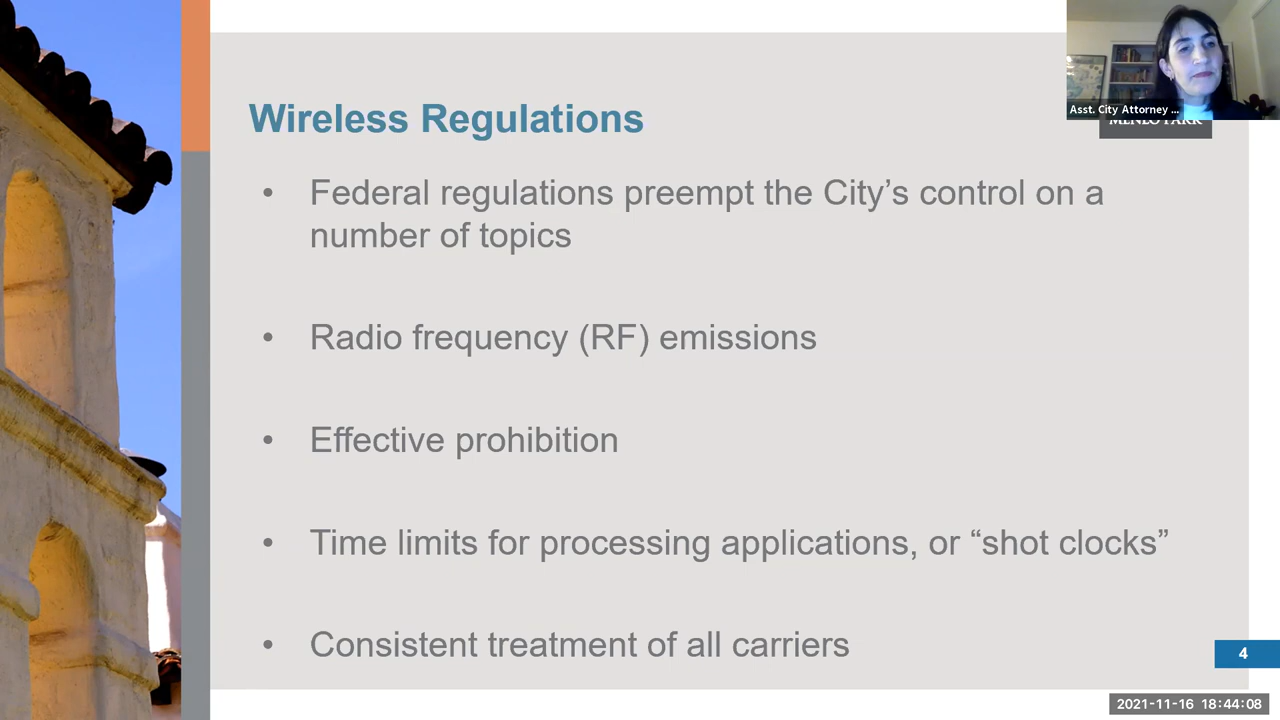 Asst. City Attorney ...
MENLO PARK
Wireless Regulations
• Federal regulations preempt the City’s control on a
number of topics
• Radio frequency (RF) emissions
• Effective prohibition
• Time limits for processing applications, or “shot clocks”
• Consistent treatment of all carriers
4
2021-11-16 18:44:08